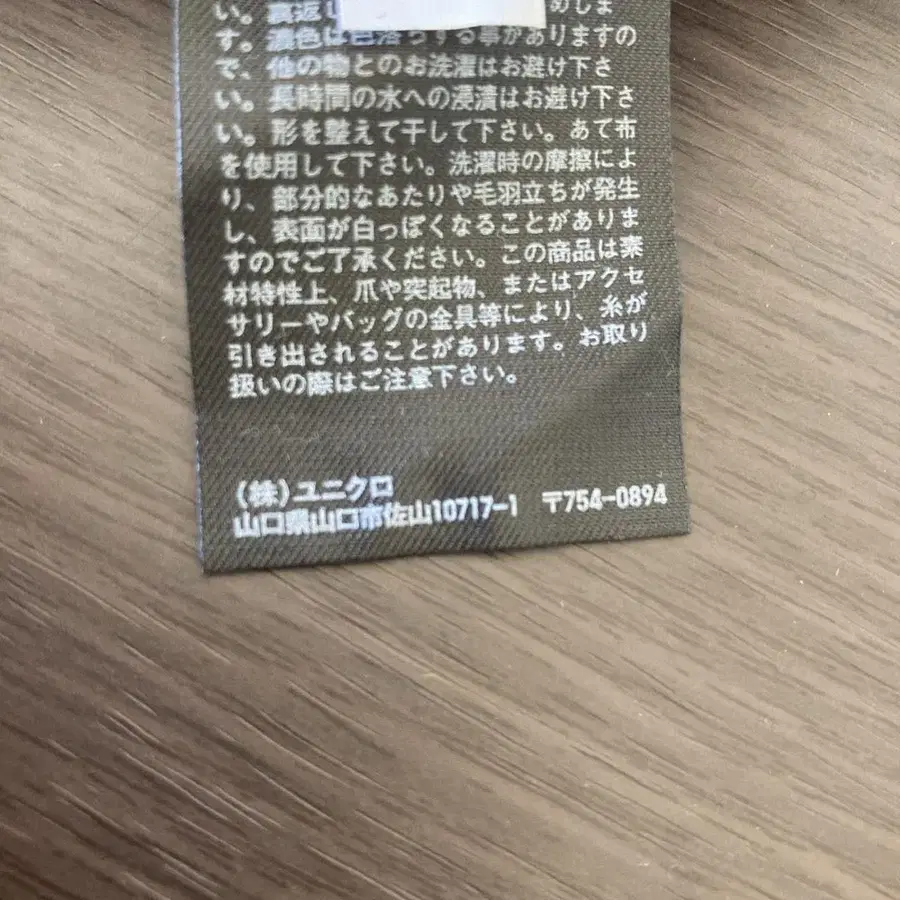 い。裏返し めしま
す。濃色は色落ちする事がありますの
で、他の物とのお洗濯はお避け下さ
い。長時間の水への浸漬はお避け下さ
い。形を整えて干して下さい。あて布
を使用して下さい。洗濯時の摩擦によ
り、部分的なあたりや毛羽立ちが発生
し、表面が白っぽくなることがありま
すのでご了承ください。この商品は素
材特性上、爪や突起物、またはアクセ
サリーやバッグの金具等により、糸が
引き出されることがあります。お取り
扱いの際はご注意下さい。
(株)ユニクロ
山口県山口市佐山10717-1 〒754-0894